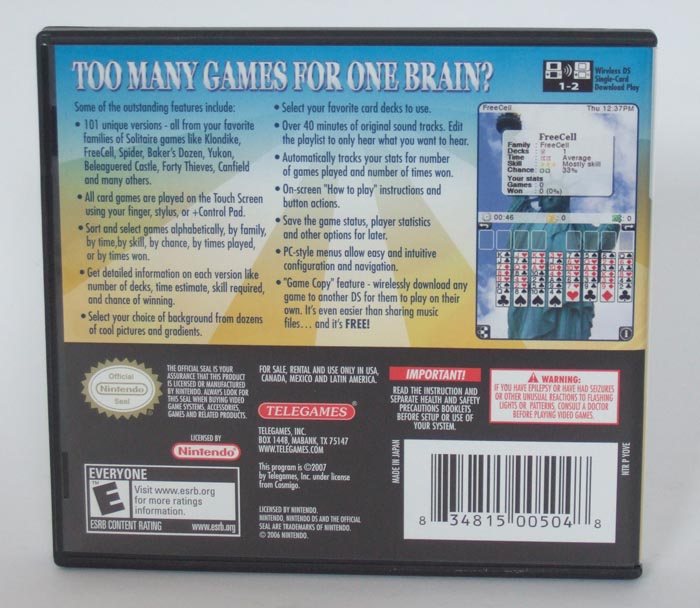 TOO MANY GAMES FOR ONE BRAIN?
Wireless DS
Single-Card
Download Play
1-2
Some of the outstanding features include:
• 101 unique versions - all from your favorite
families of Solitaire games like Klondike,
FreeCell, Spider, Baker's Dozen, Yukon,
Beleaguered Castle, Forty Thieves, Canfield
and many others.
• All card games are played on the Touch Screen
using your finger, stylus, or +Control Pad.
• Sort and select games alphabetically, by family,
by time, by skill, by chance, by times played,
or by times won.
• Get detailed information on each version like
number of decks, time estimate, skill required,
and chance of winning.
• Select your choice of background from dozens
of cool pictures and gradients.
• Select your favorite card decks to use.
• Over 40 minutes of original sound tracks. Edit
the playlist to only hear what you want to hear.
• Automatically tracks your stats for number
of games played and number of times won.
• On-screen "How to play" instructions and
button actions.
• Save the game status, player statistics
and other options for later.
• PC-style menus allow easy and intuitive
configuration and navigation.
• "Game Copy" feature - wirelessly download any
game to another DS for them to play on their
own. It's even easier than sharing music
files... and it's FREE!
FreeCell Thu 12:37PM
FreeCell
Family : FreeCell
Decks : 1
Time : Average
Skill : Mostly skill
Chance : 33%
Your stats
Games : 0
Won : 0 (0%)
00:46 0 : 0
Official
Nintendo
Seal
THE OFFICIAL SEAL IS YOUR
ASSURANCE THAT THIS PRODUCT
IS LICENSED OR MANUFACTURED
BY NINTENDO. ALWAYS LOOK FOR
THIS SEAL WHEN BUYING VIDEO
GAME SYSTEMS, ACCESSORIES,
GAMES AND RELATED PRODUCTS.
LICENSED BY
Nintendo
EVERYONE
E
Visit www.esrb.org
for more ratings
information.
ESRB CONTENT RATING www.esrb.org
FOR SALE, RENTAL AND USE ONLY IN USA,
CANADA, MEXICO AND LATIN AMERICA.
TELEGAMES
TELEGAMES, INC.
BOX 1448, MABANK, TX 75147
WWW.TELEGAMES.COM
This program is ©2007
by Telegames, Inc. under license
from Cosmigo.
LICENSED BY NINTENDO.
NINTENDO, NINTENDO DS AND THE OFFICIAL
SEAL ARE TRADEMARKS OF NINTENDO.
© 2006 NINTENDO.
IMPORTANT!
READ THE INSTRUCTION AND
SEPARATE HEALTH AND SAFETY
PRECAUTIONS BOOKLETS
BEFORE SETUP OR USE OF
YOUR SYSTEM.
WARNING:
IF YOU HAVE EPILEPSY OR HAVE HAD SEIZURES
OR OTHER UNUSUAL REACTIONS TO FLASHING
LIGHTS OR PATTERNS, CONSULT A DOCTOR
BEFORE PLAYING VIDEO GAMES.
MADE IN JAPAN
8 34815 00504 8
NTR P YQVE